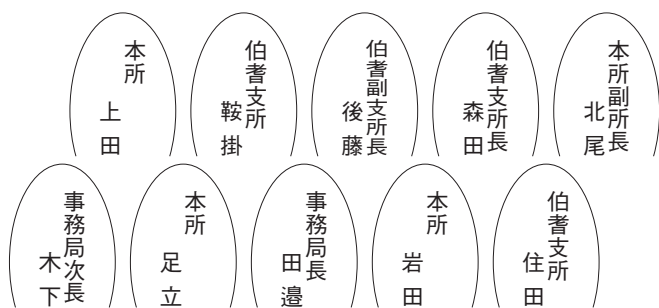 本所副所長
北尾
伯耆支所長
森田
伯耆副支所長
後藤
伯耆支所
鞍掛
本所
上田
伯耆支所
住田
本所
岩田
事務局長
田邉
本所
足立
事務局次長
木下